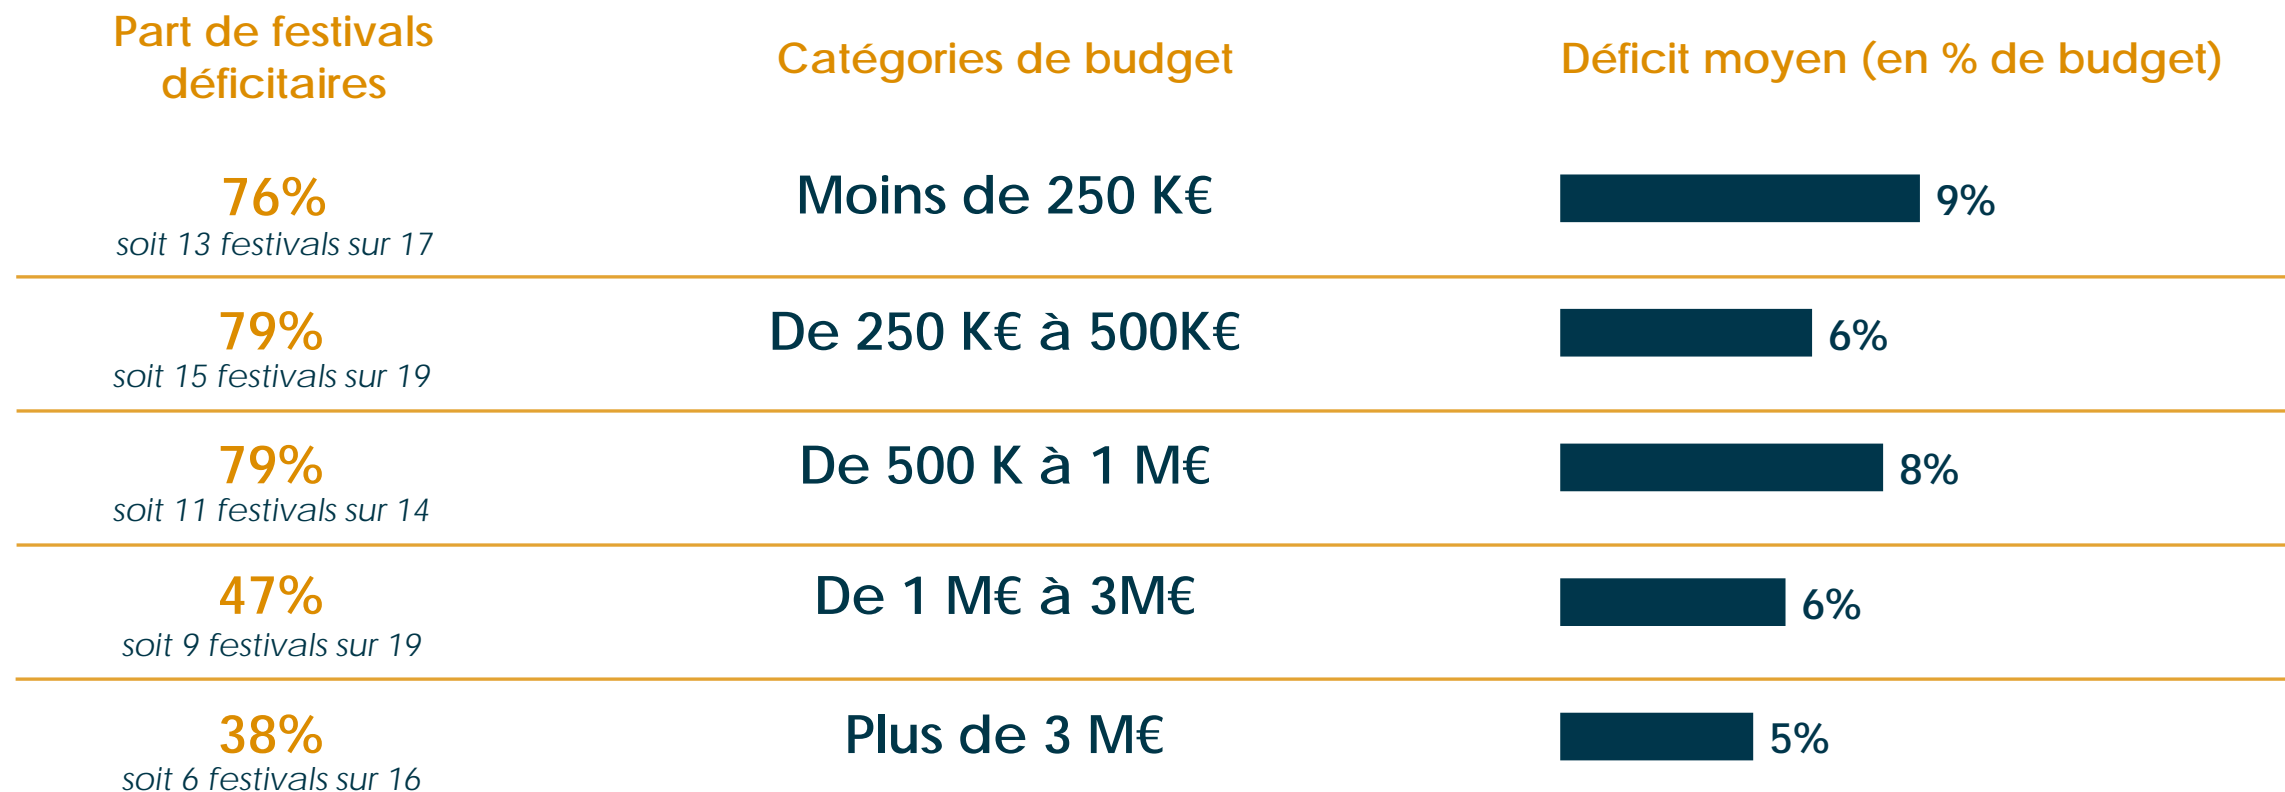 Part de festivals
déficitaires
Catégories de budget
Déficit moyen (en % de budget)
76%
soit 13 festivals sur 17
Moins de 250 K€
9%
79%
soit 15 festivals sur 19
De 250 K€ à 500K€
6%
79%
soit 11 festivals sur 14
De 500 K à 1 M€
8%
47%
soit 9 festivals sur 19
De 1 M€ à 3M€
6%
38%
soit 6 festivals sur 16
Plus de 3 M€
5%